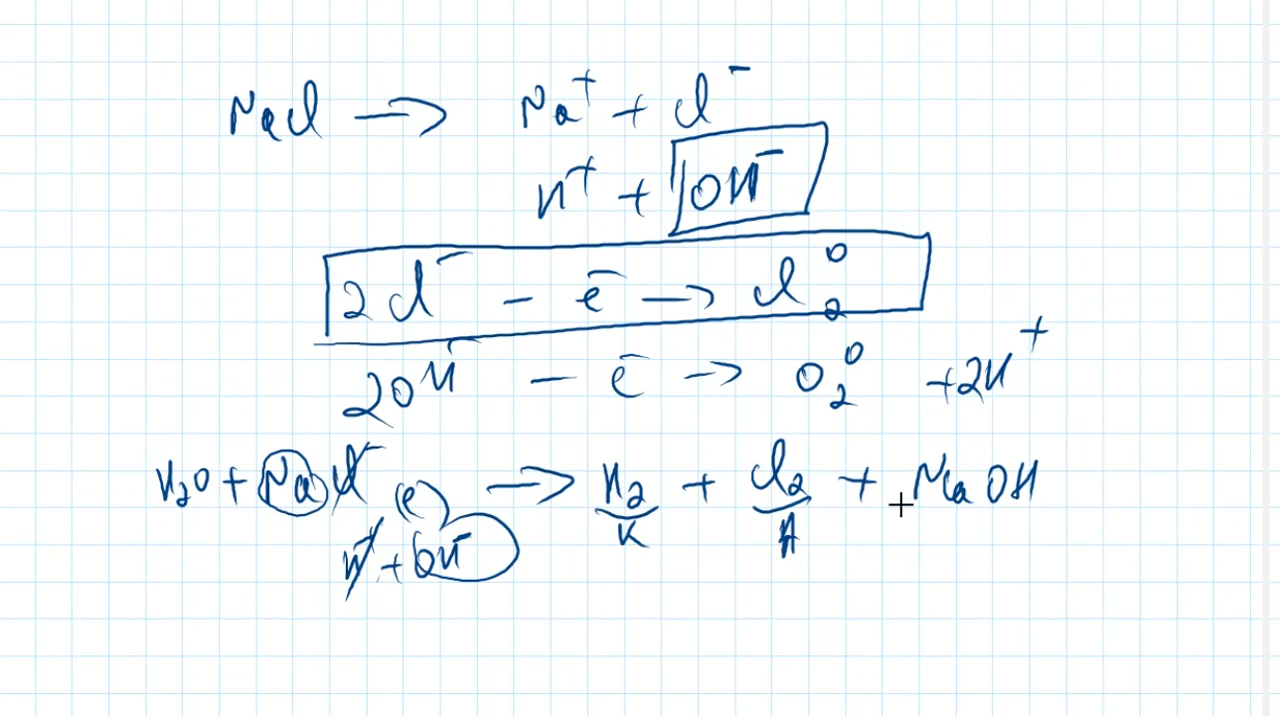 NaCl → Na⁺ + Cl⁻
H⁺ + OH⁻
2Cl⁻ - e⁻ → Cl₂⁰
2OH⁻ - e⁻ → O₂⁰ + 2H⁺
H₂O + NaCl⁻ (e) → H₂ + Cl₂ + NaOH
H⁺ + OH⁻ K A